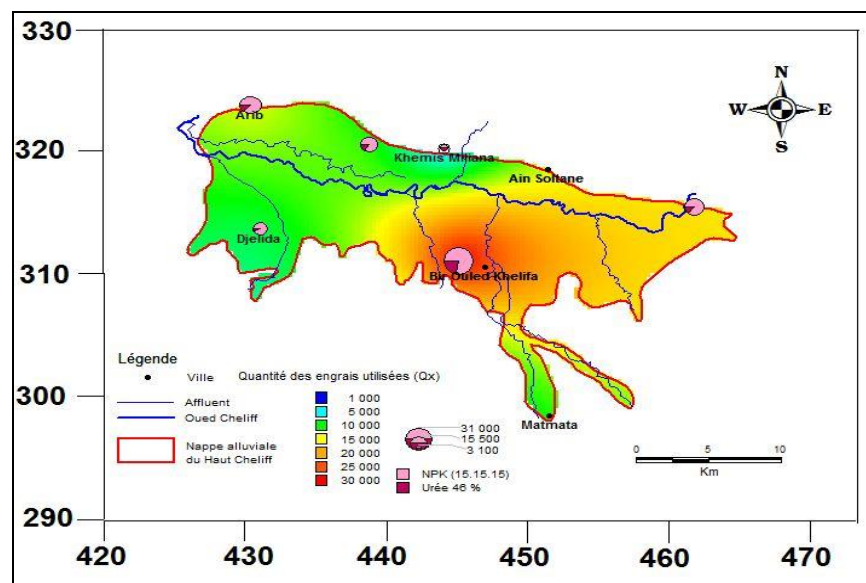 330
320
310
300
290
420
430
440
450
460
470
N
W
E
S
Arib
Khemis Miliana
Ain Soltane
Djelida
Bir Ouled Khelifa
Matmata
Légende
Ville
Affluent
Oued Cheliff
Nappe alluviale
du Haut Cheliff
Quantité des engrais utilisées (Qx)
1 000
5 000
10 000
15 000
20 000
25 000
30 000
31 000
15 500
3 100
NPK (15.15.15)
Urée 46 %
0
5
10
Km